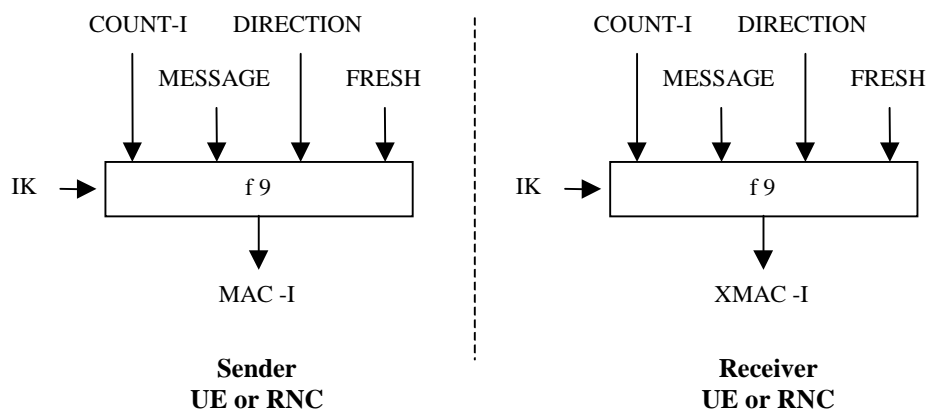 COUNT-I DIRECTION
MESSAGE FRESH
IK
f 9
MAC -I
Sender
UE or RNC
COUNT-I DIRECTION
MESSAGE FRESH
IK
f 9
XMAC -I
Receiver
UE or RNC